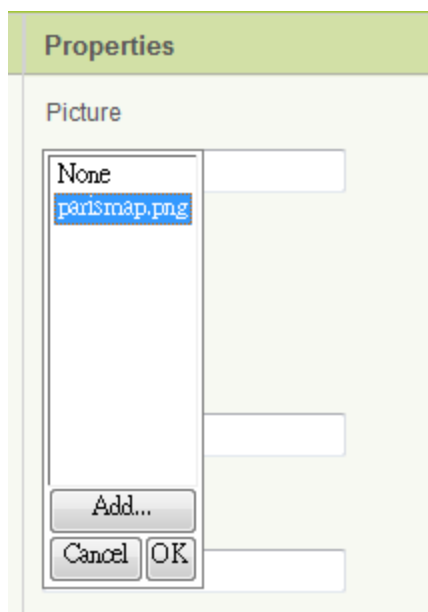 Properties
Picture
None
parismap.png
Add...
Cancel OK